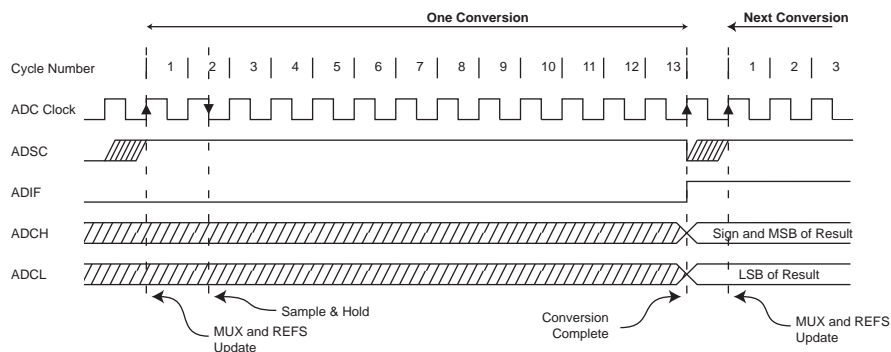 One Conversion Next Conversion
Cycle Number 1 2 3 4 5 6 7 8 9 10 11 12 13 1 2 3
ADC Clock
ADSC
ADIF
ADCH Sign and MSB of Result
ADCL LSB of Result
MUX and REFS
Update
Sample & Hold
Conversion
Complete
MUX and REFS
Update